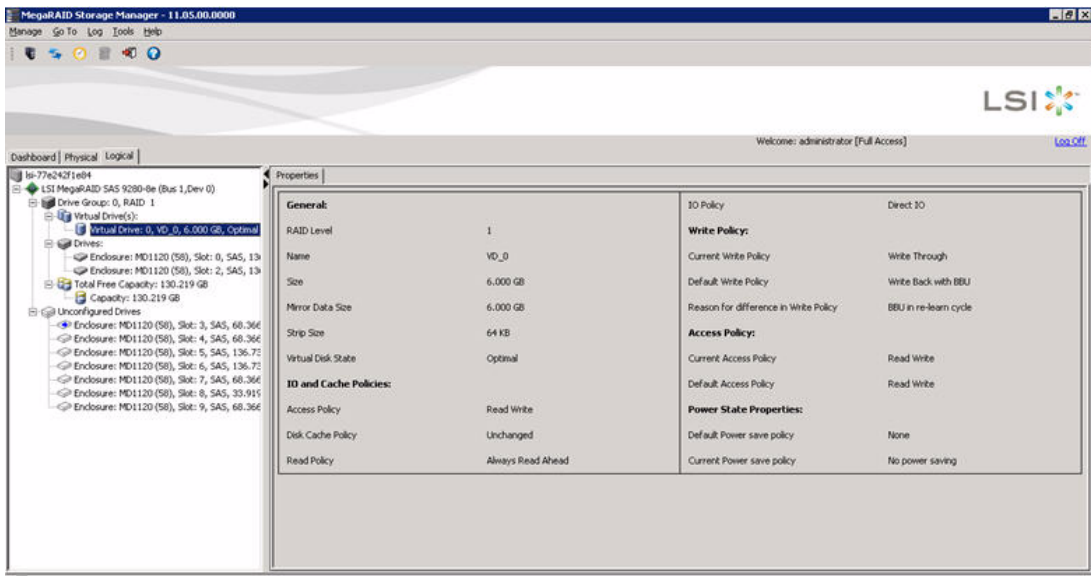 MegaRAID Storage Manager - 11.05.00.0000
Manage Go To Log Tools Help
LSI
Welcome: administrator [Full Access]
Log Off
Dashboard Physical Logical
lsi-77e242f1e84
LSI MegaRAID SAS 9280-8e (Bus 1,Dev 0)
Drive Group: 0, RAID 1
Virtual Drive(s):
Virtual Drive: 0, VD_0, 6.000 GB, Optimal
Drives:
Enclosure: MD1120 (58), Slot: 0, SAS,
Enclosure: MD1120 (58), Slot: 2, SAS,
Total Free Capacity: 130.219 GB
Capacity: 130.219 GB
Unconfigured Drives
Enclosure: MD1120 (58), Slot: 3, SAS, 68.366
Enclosure: MD1120 (58), Slot: 4, SAS, 68.366
Enclosure: MD1120 (58), Slot: 5, SAS, 136.73
Enclosure: MD1120 (58), Slot: 6, SAS, 136.73
Enclosure: MD1120 (58), Slot: 7, SAS, 68.366
Enclosure: MD1120 (58), Slot: 8, SAS, 33.919
Enclosure: MD1120 (58), Slot: 9, SAS, 68.366
Properties
General:
RAID Level 1
Name VD_0
Size 6.000 GB
Mirror Data Size 6.000 GB
Strip Size 64 KB
Virtual Disk State Optimal
IO and Cache Policies:
Access Policy Read Write
Disk Cache Policy Unchanged
Read Policy Always Read Ahead
IO Policy Direct IO
Write Policy:
Current Write Policy Write Through
Default Write Policy Write Back with BBU
Reason for difference in Write Policy BBU in re-learn cycle
Access Policy:
Current Access Policy Read Write
Default Access Policy Read Write
Power State Properties:
Default Power save policy None
Current Power save policy No power saving